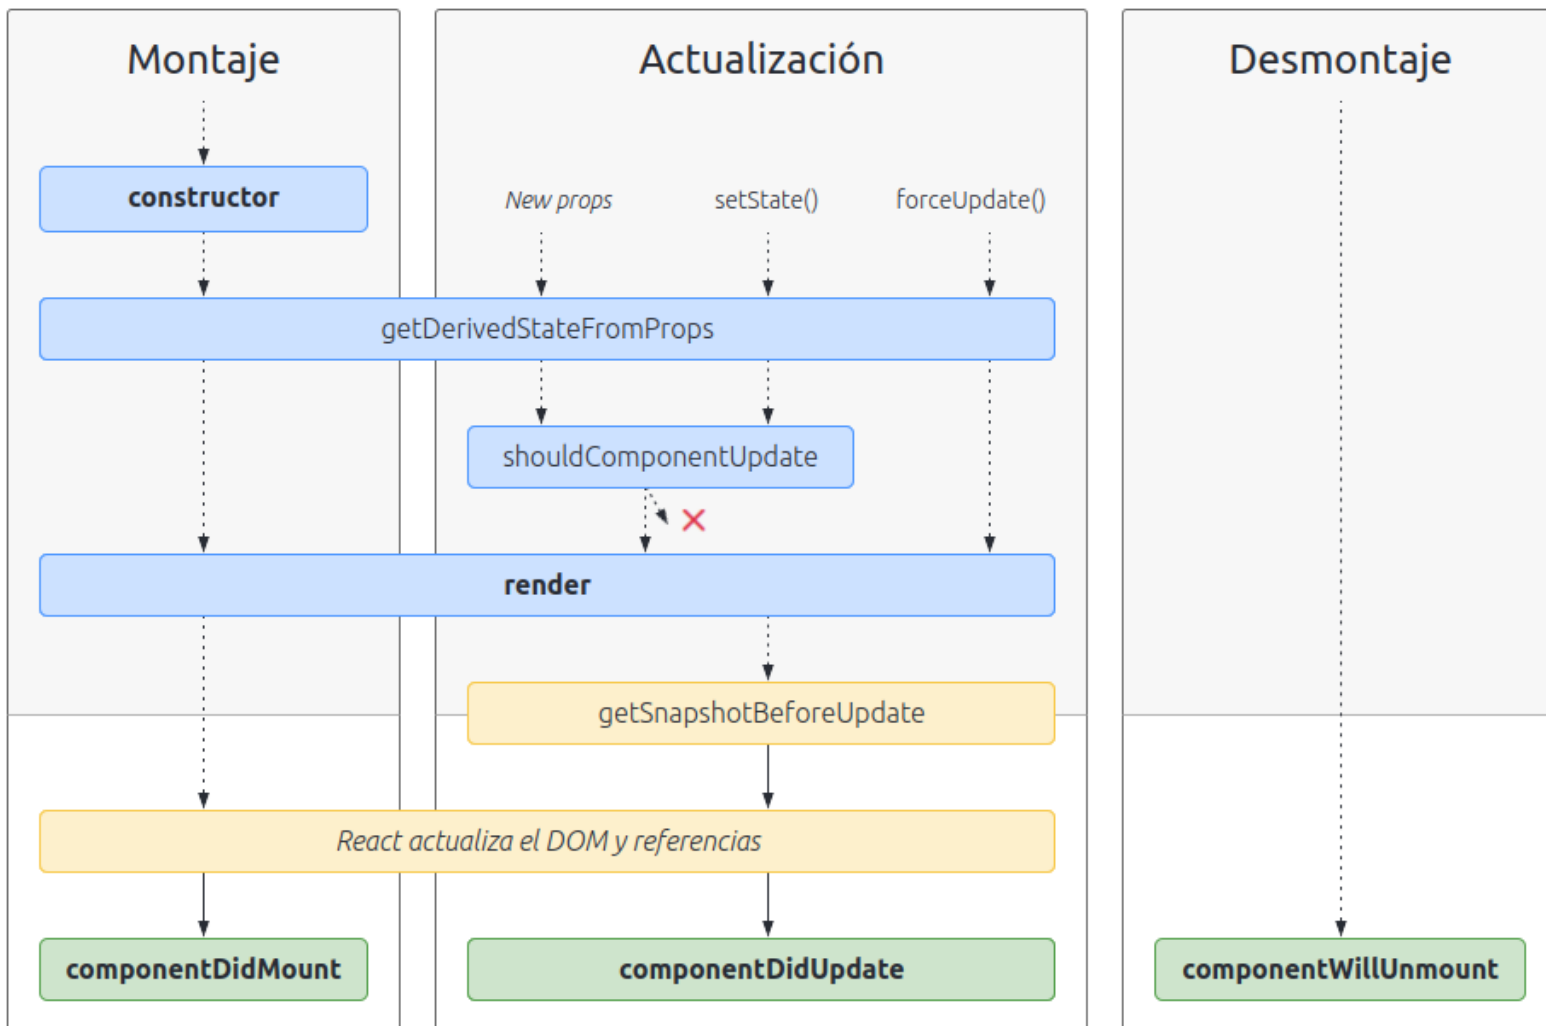 Montaje
Actualización
Desmontaje
constructor
New props
setState()
forceUpdate()
getDerivedStateFromProps
shouldComponentUpdate
render
getSnapshotBeforeUpdate
React actualiza el DOM y referencias
componentDidMount
componentDidUpdate
componentWillUnmount